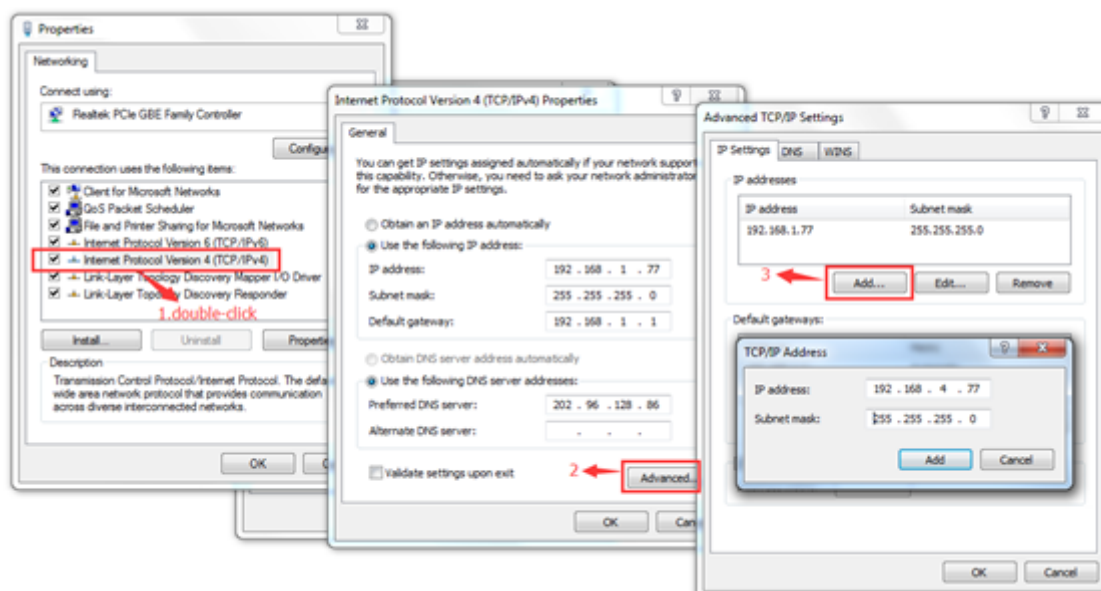 Properties
Networking
Connect using:
Realtek PCIe GBE Family Controller
This connection uses the following items:
Client for Microsoft Networks
QoS Packet Scheduler
File and Printer Sharing for Microsoft Networks
Internet Protocol Version 6 (TCP/IPv6)
Internet Protocol Version 4 (TCP/IPv4)
Link-Layer Topology Discovery Mapper I/O Driver
Link-Layer Topology Discovery Responder
1.double-click
Install...
Uninstall
Description
Transmission Control Protocol/Internet Protocol. The
wide area network protocol that provides communication
across diverse interconnected networks.
OK
Internet Protocol Version 4 (TCP/IPv4) Properties
General
You can get IP settings assigned automatically if your network
this capability. Otherwise, you need to ask your network administrator
for the appropriate IP settings.
Obtain an IP address automatically
Use the following IP address:
IP address: 192 . 168 . 1 . 77
Subnet mask: 255 . 255 . 255 . 0
Default gateway: 192 . 168 . 1 . 1
Obtain DNS server address automatically
Use the following DNS server addresses:
Preferred DNS server: 202 . 96 . 128 . 86
Alternate DNS server: . . .
Validate settings upon exit
2
Advanced...
OK
Advanced TCP/IP Settings
IP Settings DNS WINS
IP addresses
IP address Subnet mask
192.168.1.77 255.255.255.0
3
Add... Edit... Remove
Default gateways:
TCP/IP Address
IP address: 192 . 168 . 4 . 77
Subnet mask: 255 . 255 . 255 . 0
Add Cancel
OK Cancel